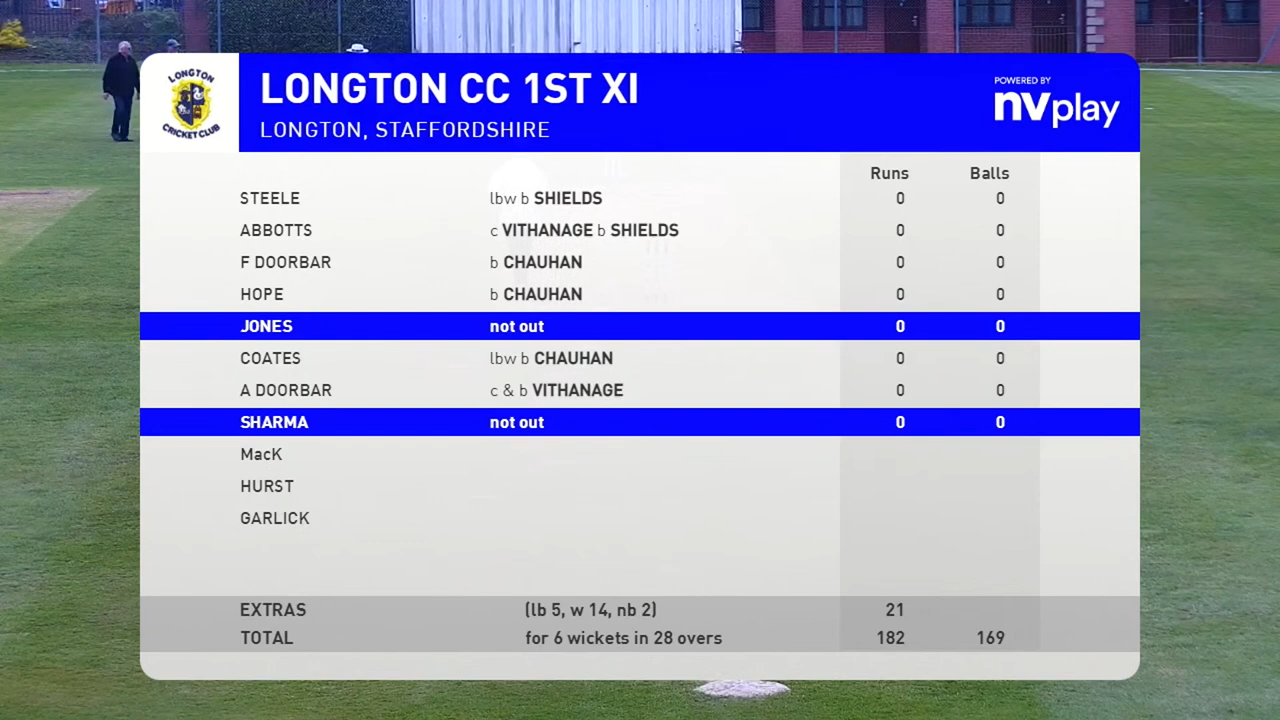 LONGTON
CRICKET CLUB
LONGTON CC 1ST XI
LONGTON, STAFFORDSHIRE
POWERED BY
nvplay
Runs Balls
STEELE lbw b SHIELDS 0 0
ABBOTTS c VITHANAGE b SHIELDS 0 0
F DOORBAR b CHAUHAN 0 0
HOPE b CHAUHAN 0 0
JONES not out 0 0
COATES lbw b CHAUHAN 0 0
A DOORBAR c & b VITHANAGE 0 0
SHARMA not out 0 0
MacK
HURST
GARLICK
EXTRAS (lb 5, w 14, nb 2) 21
TOTAL for 6 wickets in 28 overs 182 169